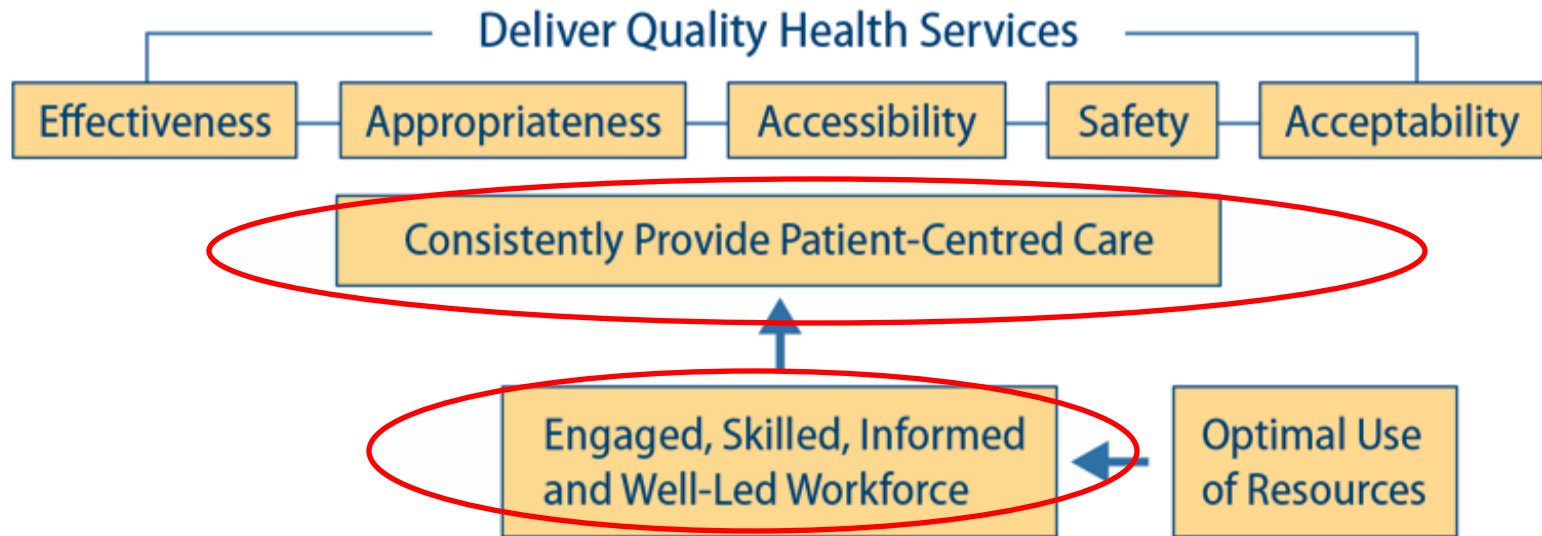 Deliver Quality Health Services
Effectiveness
Appropriateness
Accessibility
Safety
Acceptability
Consistently Provide Patient-Centred Care
Engaged, Skilled, Informed
and Well-Led Workforce
Optimal Use
of Resources